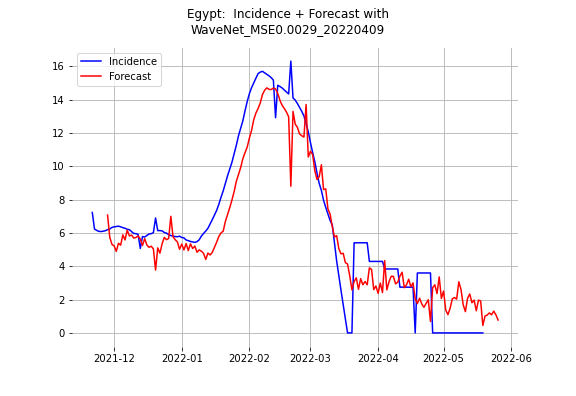 Egypt: Incidence + Forecast with
WaveNet_MSE0.0029_20220409
Incidence
Forecast
16
14
12
10
8
6
4
2
0
2021-12 2022-01 2022-02 2022-03 2022-04 2022-05 2022-06